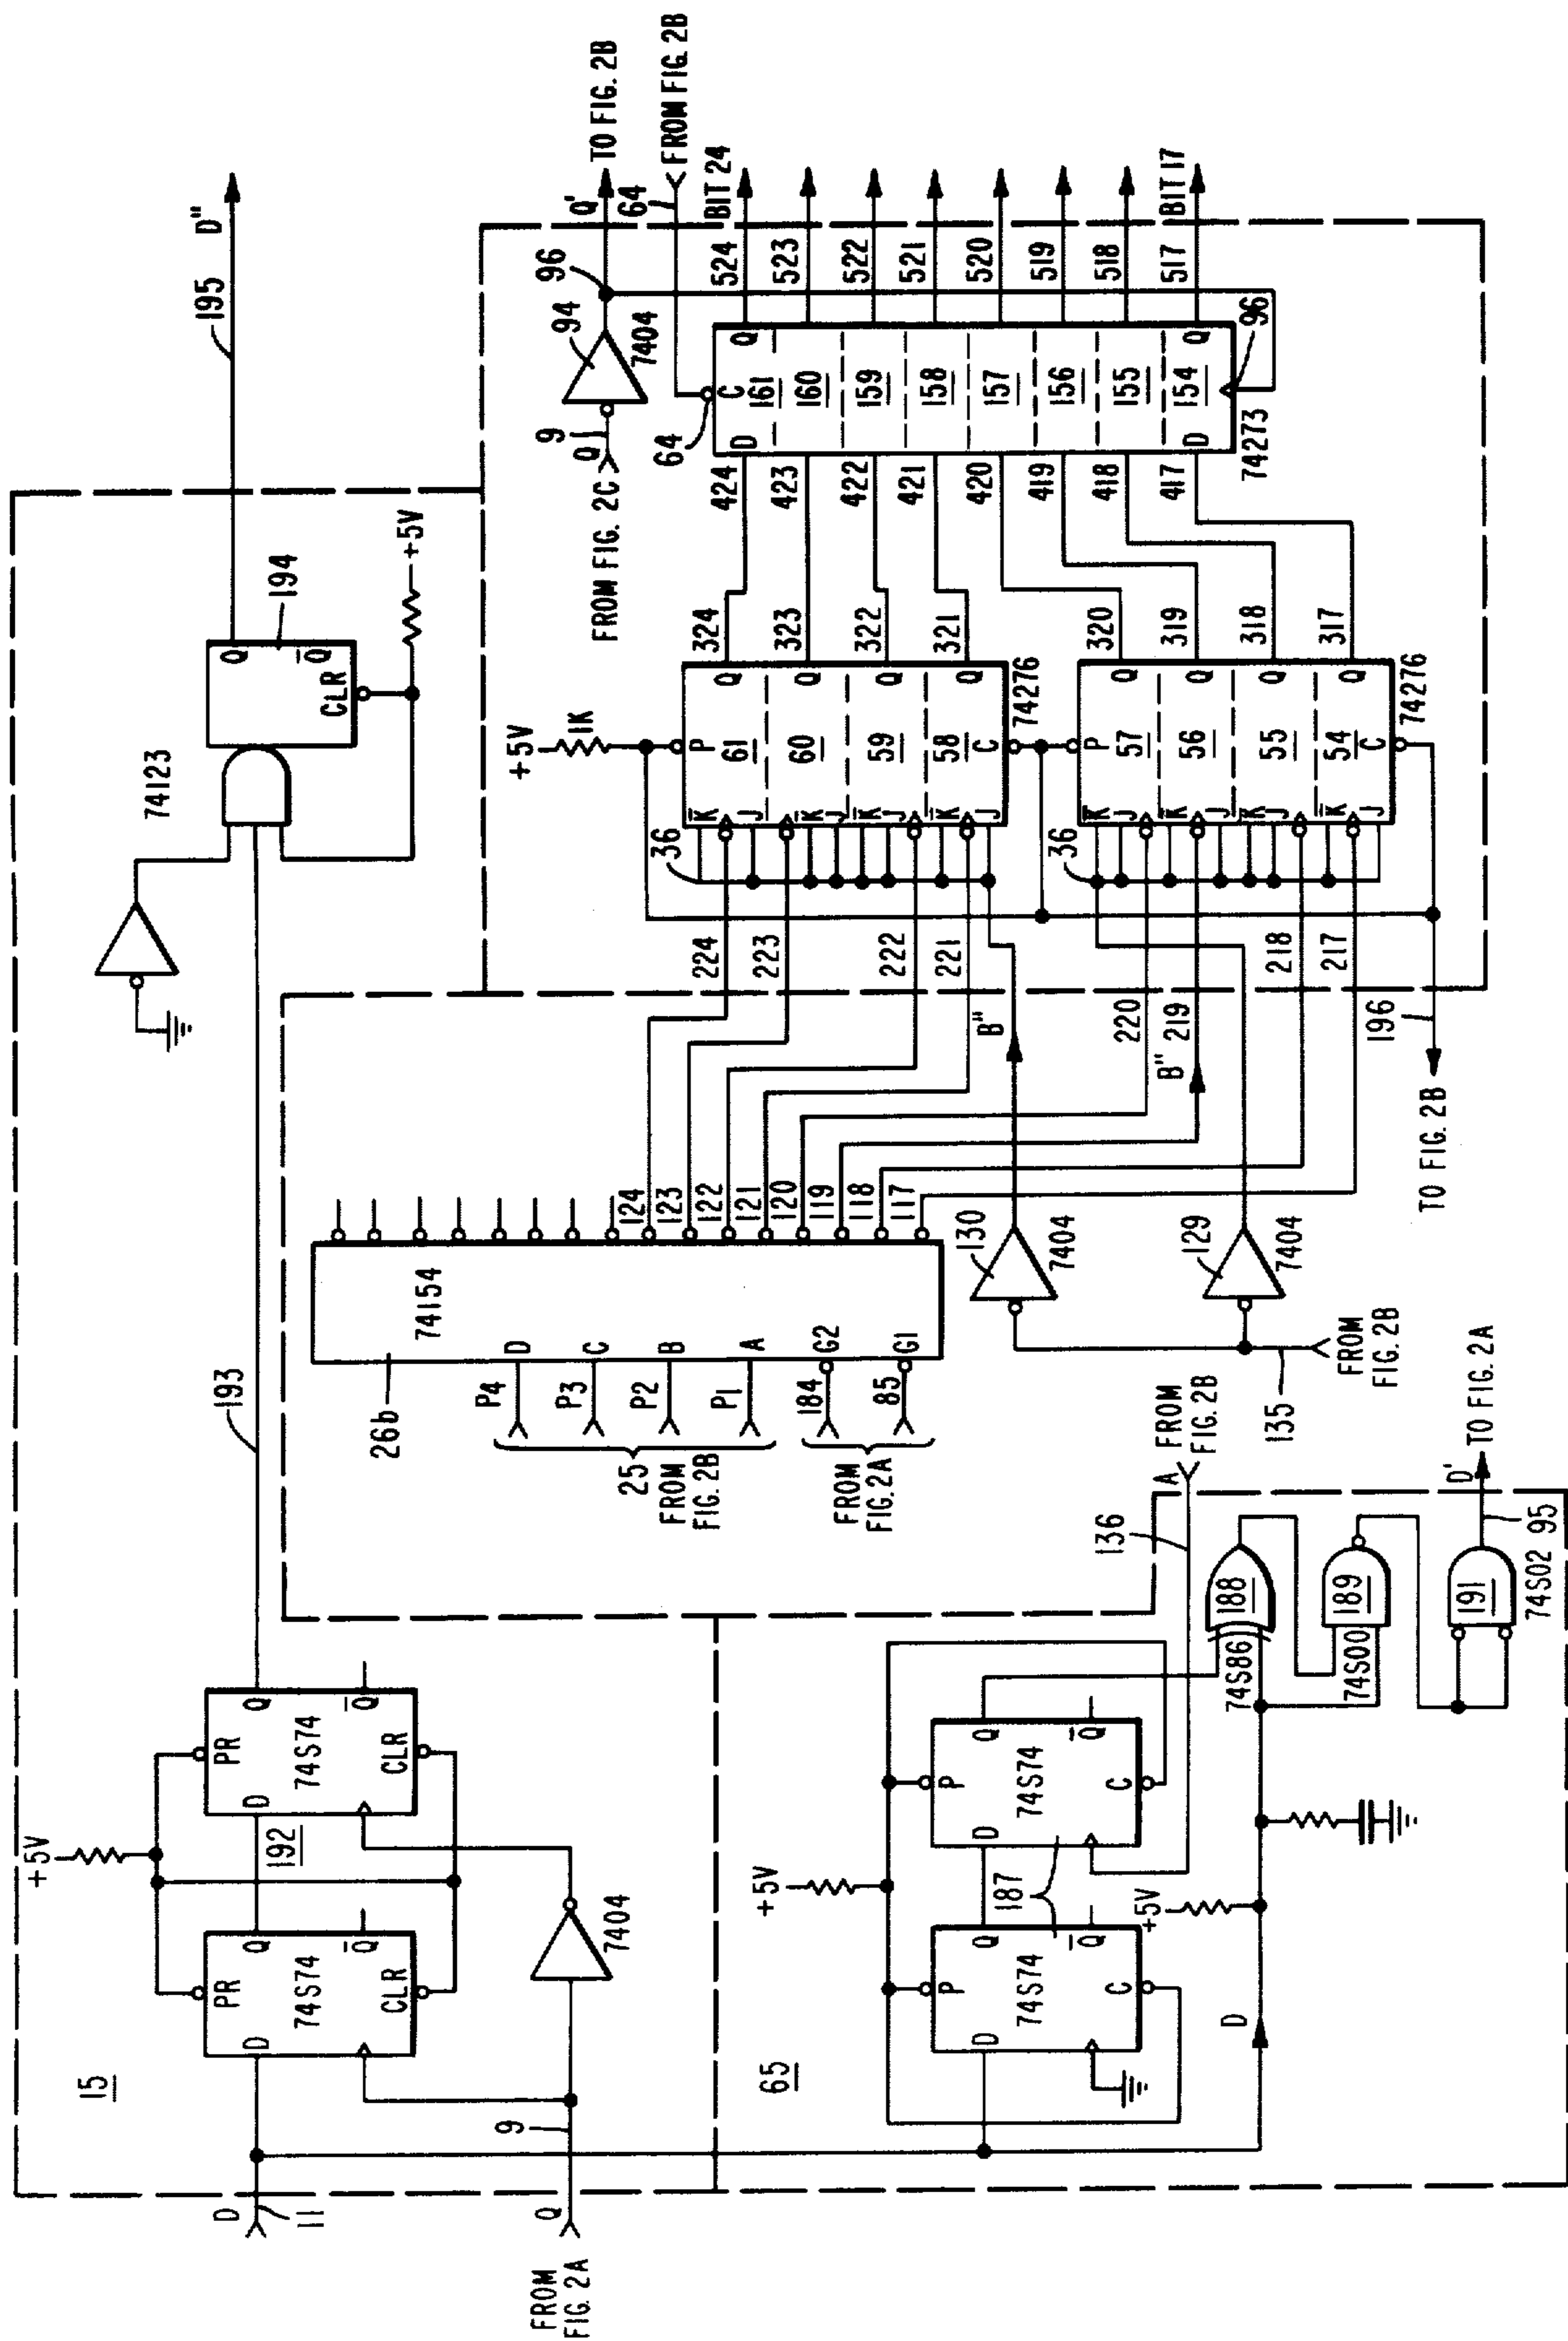 15
D
11
Q
9
FROM
FIG. 2A
+5V
PR
D
Q
74S74
Q
CLR
192
PR
D
Q
74S74
Q
CLR
7404
193
74123
Q
Q
CLR
194
+5V
195
D"
65
+5V
P
D
Q
74S74
Q
C
187
P
D
Q
74S74
Q
C
+5V
D
136
A
FROM
FIG. 2B
188
74S86
189
74S00
191
74S02
95
D'
TO FIG. 2A
26b
74154
P4
D
P3
C
P2
B
P1
A
184
G2
85
G1
25
FROM
FIG. 2B
FROM
FIG. 2A
124
123
122
121
120
119
118
117
130
7404
129
7404
135
FROM
FIG. 2B
B"
B"
224
223
222
221
220
219
218
217
196
TO FIG. 2B
+5V
1K
36
P
K
J
K
J
K
J
K
J
61
60
59
58
C
Q
Q
Q
Q
74276
36
P
K
J
K
J
K
J
K
J
57
56
55
54
C
Q
Q
Q
Q
74276
324
323
322
321
320
319
318
317
FROM FIG. 2C
Q
9
94
7404
96
Q'
TO FIG. 2B
64
FROM FIG. 2B
64
424
423
422
421
420
419
418
417
C
D
Q
161
160
159
158
157
156
155
154
D
Q
74273
96
524
523
522
521
520
519
518
517
BIT 24
BIT 17